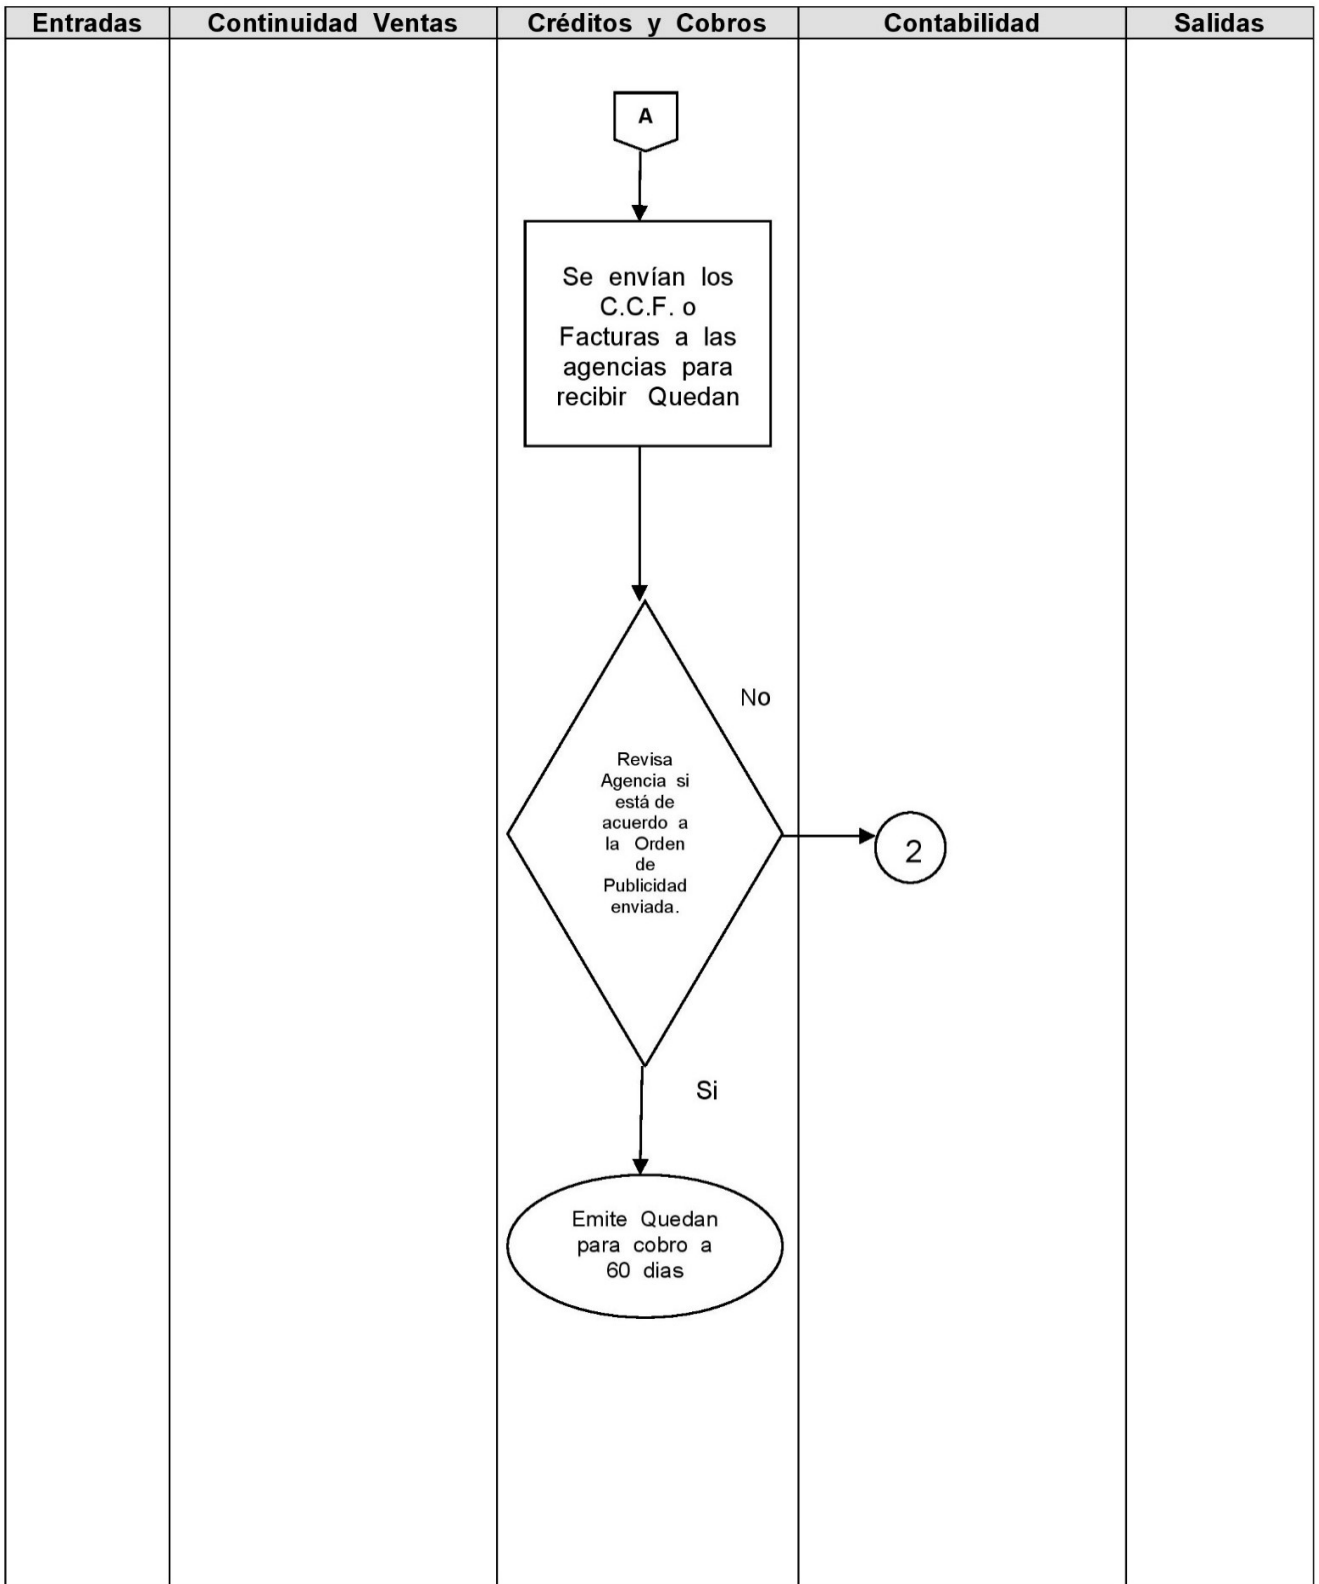 Entradas
Continuidad Ventas
Créditos y Cobros
Contabilidad
Salidas
A
Se envían los
C.C.F. o
Facturas a las
agencias para
recibir Quedan
No
Revisa
Agencia si
está de
acuerdo a
la Orden
de
Publicidad
enviada.
2
Si
Emite Quedan
para cobro a
60 dias